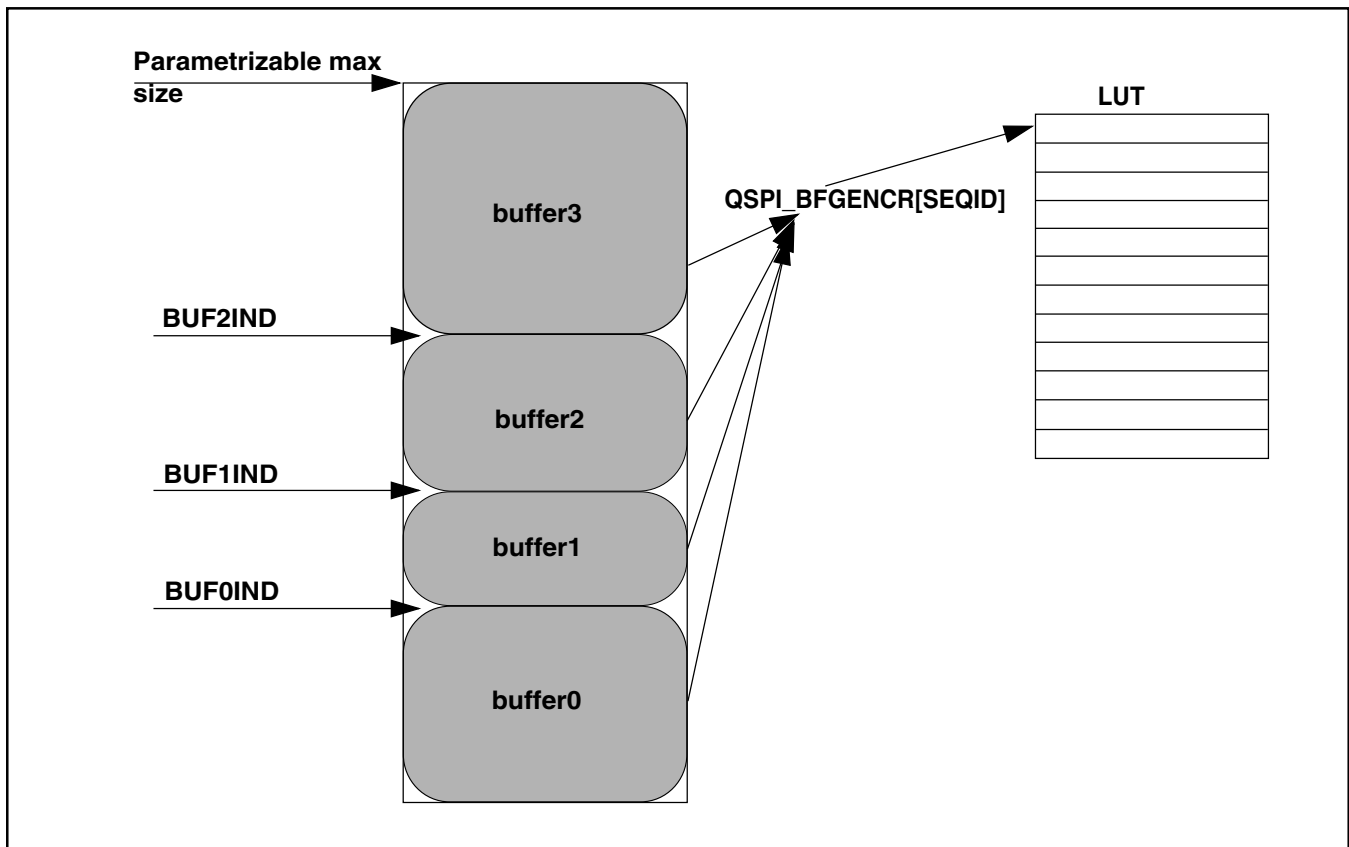 Parametrizable max
size
LUT
buffer3
QSPI_BFGENCR[SEQID]
BUF2IND
buffer2
BUF1IND
buffer1
BUF0IND
buffer0